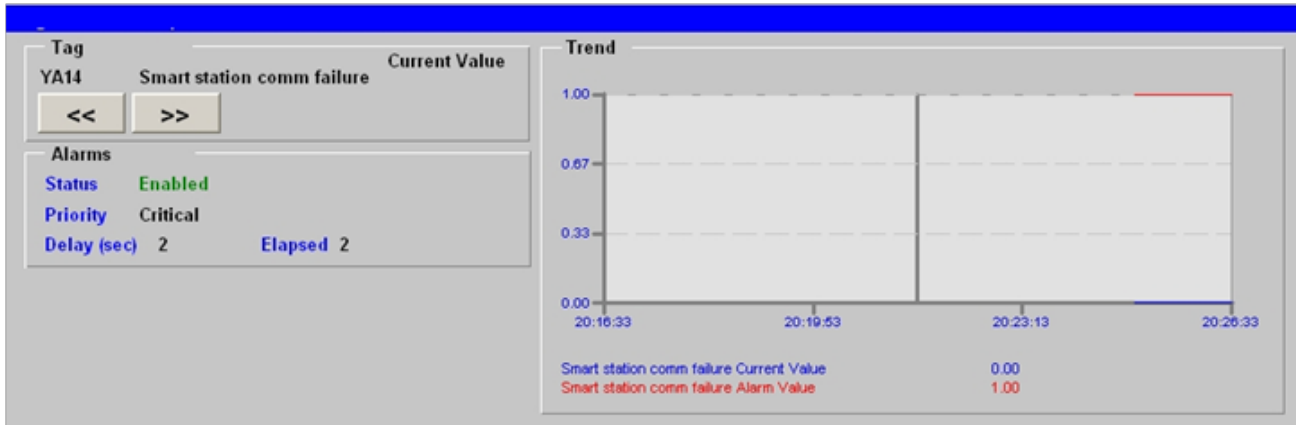 Tag
Current Value
YA14 Smart station comm failure
<< >>
Alarms
Status Enabled
Priority Critical
Delay (sec) 2 Elapsed 2
Trend
1.00
0.67
0.33
0.00
20:16:33 20:19:53 20:23:13 20:26:33
Smart station comm failure Current Value 0.00
Smart station comm failure Alarm Value 1.00